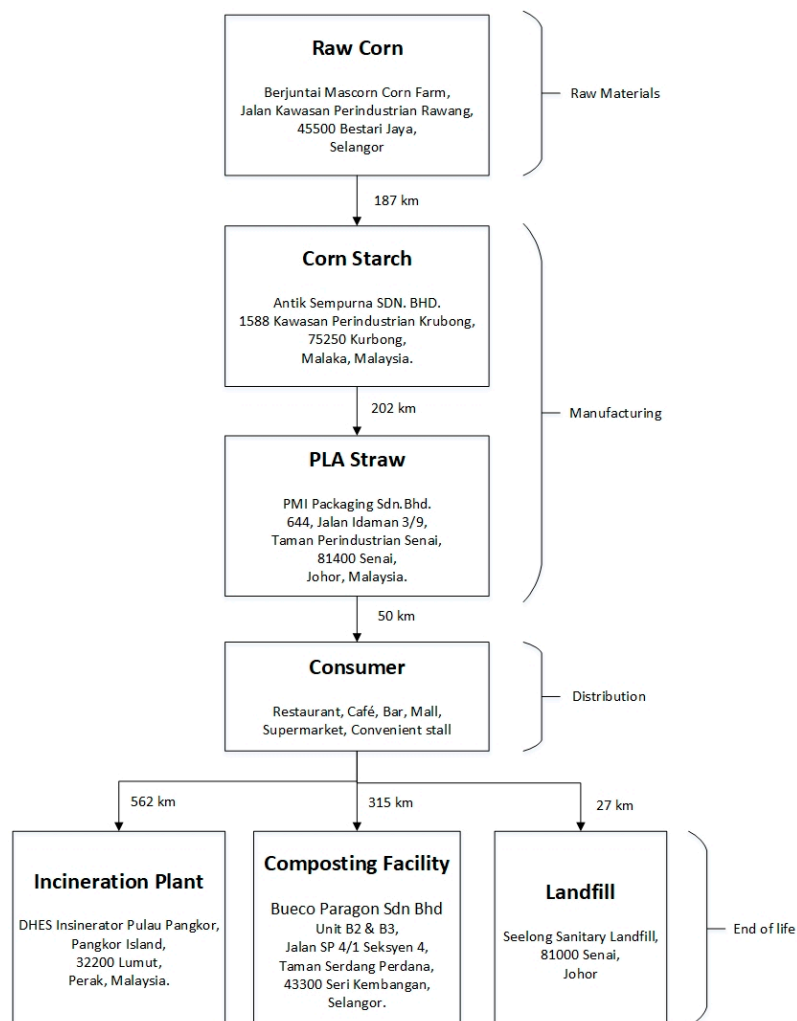 Raw Corn
Berjuntai Mascorn Corn Farm,
Jalan Kawasan Perindustrian Rawang,
45500 Bestari Jaya,
Selangor
Raw Materials
187 km
Corn Starch
Antik Sempurna SDN. BHD.
1588 Kawasan Perindustrian Krubong,
75250 Kurbong,
Malaka, Malaysia.
202 km
Manufacturing
PLA Straw
PMI Packaging Sdn.Bhd.
644, Jalan Idaman 3/9,
Taman Perindustrian Senai,
81400 Senai,
Johor, Malaysia.
50 km
Consumer
Restaurant, Café, Bar, Mall,
Supermarket, Convenient stall
Distribution
562 km
315 km
27 km
Incineration Plant
DHES Insinerator Pulau Pangkor,
Pangkor Island,
32200 Lumut,
Perak, Malaysia.
Composting Facility
Bueco Paragon Sdn Bhd
Unit B2 & B3,
Jalan SP 4/1 Seksyen 4,
Taman Serdang Perdana,
43300 Seri Kembangan,
Selangor.
Landfill
Seelong Sanitary Landfill,
81000 Senai,
Johor
End of life